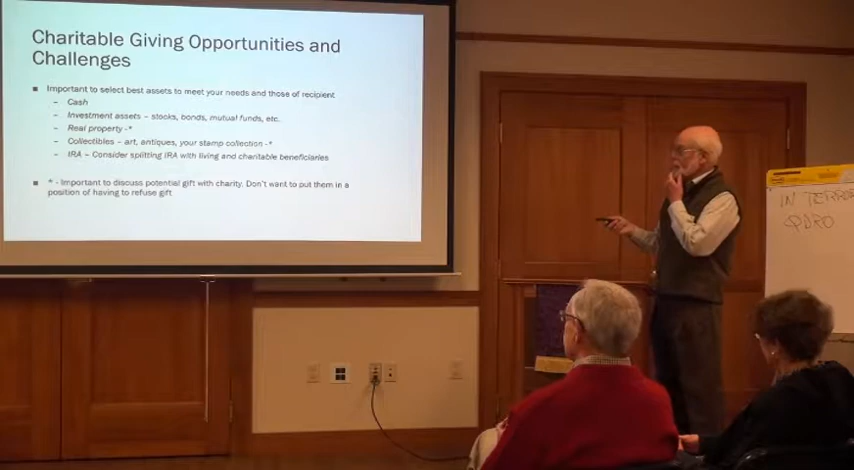 Charitable Giving Opportunities and
Challenges
■ Important to select best assets to meet your needs and those of recipient
– Cash
– Investment assets – stocks, bonds, mutual funds, etc.
– Real property -*
– Collectibles – art, antiques, your stamp collection -*
– IRA – Consider splitting IRA with living and charitable beneficiaries
■ * - Important to discuss potential gift with charity. Don't want to put them in a
position of having to refuse gift
IN
QDRO